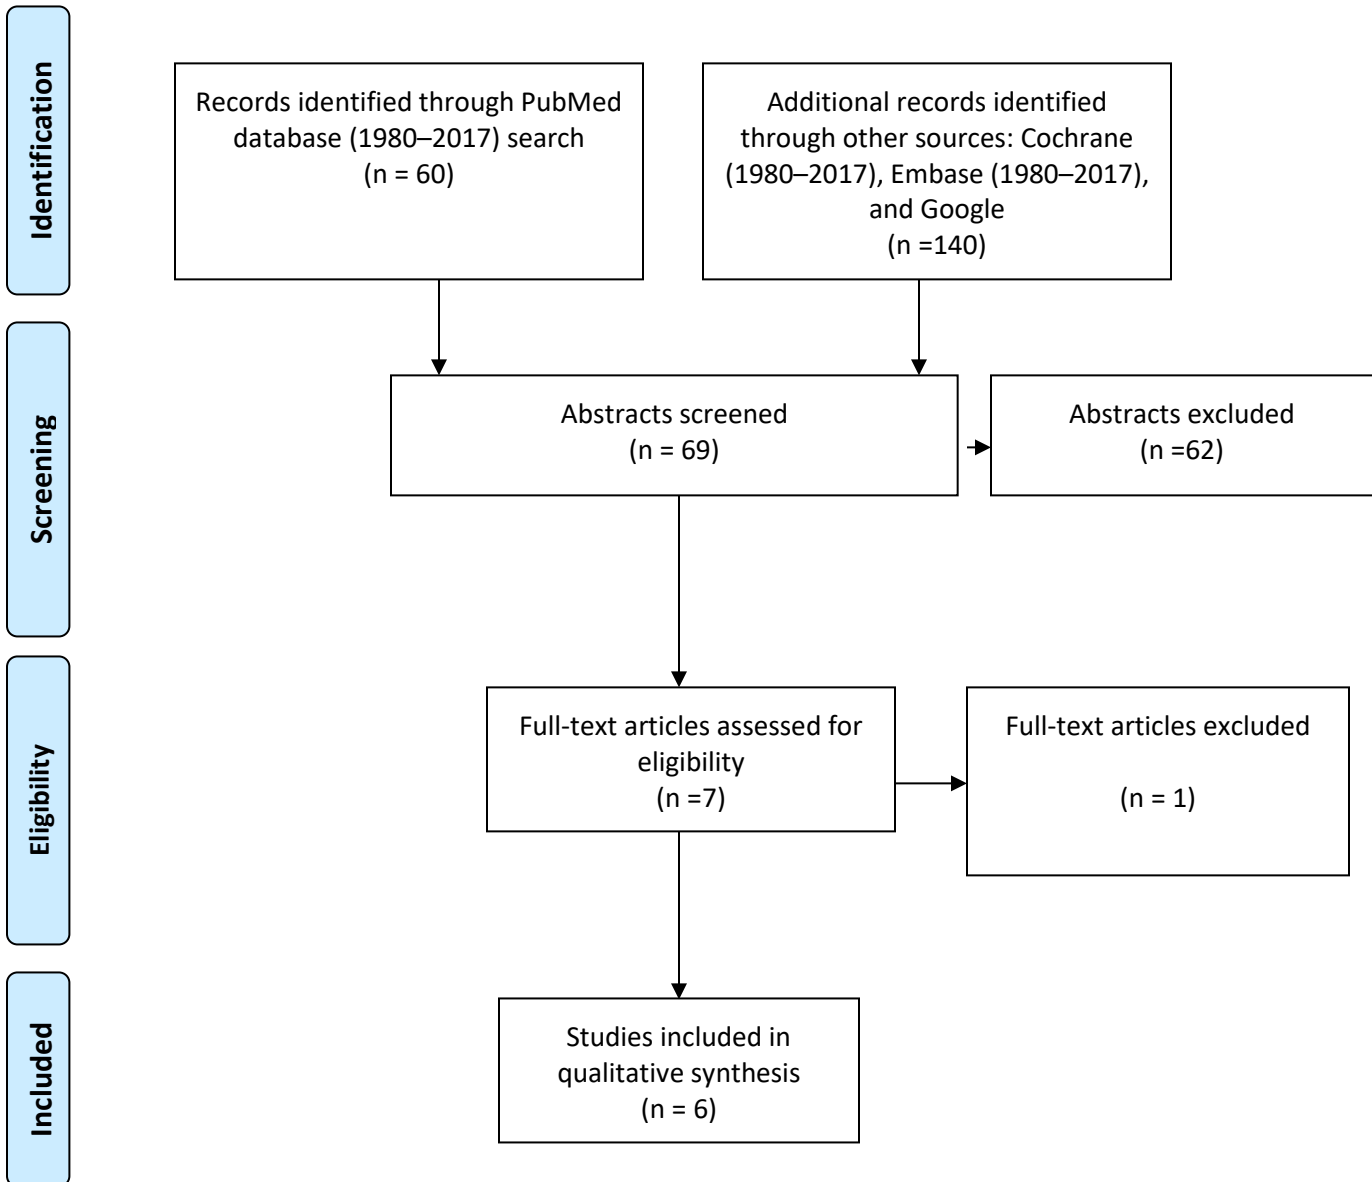 Identification
Records identified through PubMed
database (1980–2017) search
(n = 60)
Additional records identified
through other sources: Cochrane
(1980–2017), Embase (1980–2017),
and Google
(n =140)
Screening
Abstracts screened
(n = 69)
Abstracts excluded
(n =62)
Eligibility
Full-text articles assessed for
eligibility
(n =7)
Full-text articles excluded
(n = 1)
Included
Studies included in
qualitative synthesis
(n = 6)